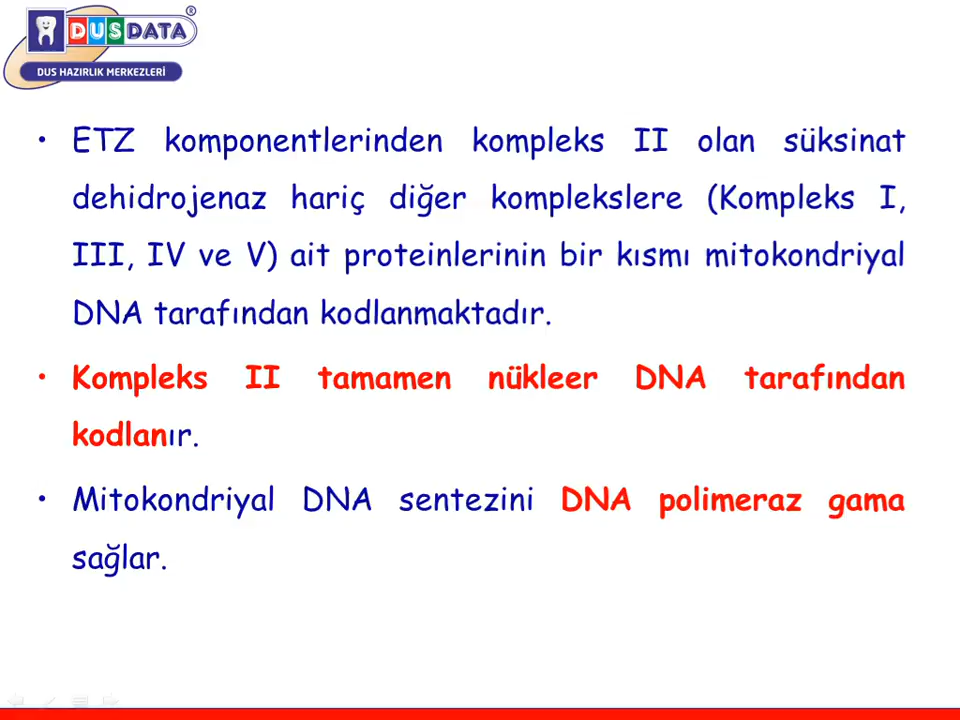 DUSDATA®
DUS HAZIRLIK MERKEZLERİ
• ETZ komponentlerinden kompleks II olan süksinat
dehidrojenaz hariç diğer komplekslere (Kompleks I,
III, IV ve V) ait proteinlerinin bir kısmı mitokondriyal
DNA tarafından kodlanmaktadır.
• Kompleks II tamamen nükleer DNA tarafından
kodlanır.
• Mitokondriyal DNA sentezini DNA polimeraz gama
sağlar.